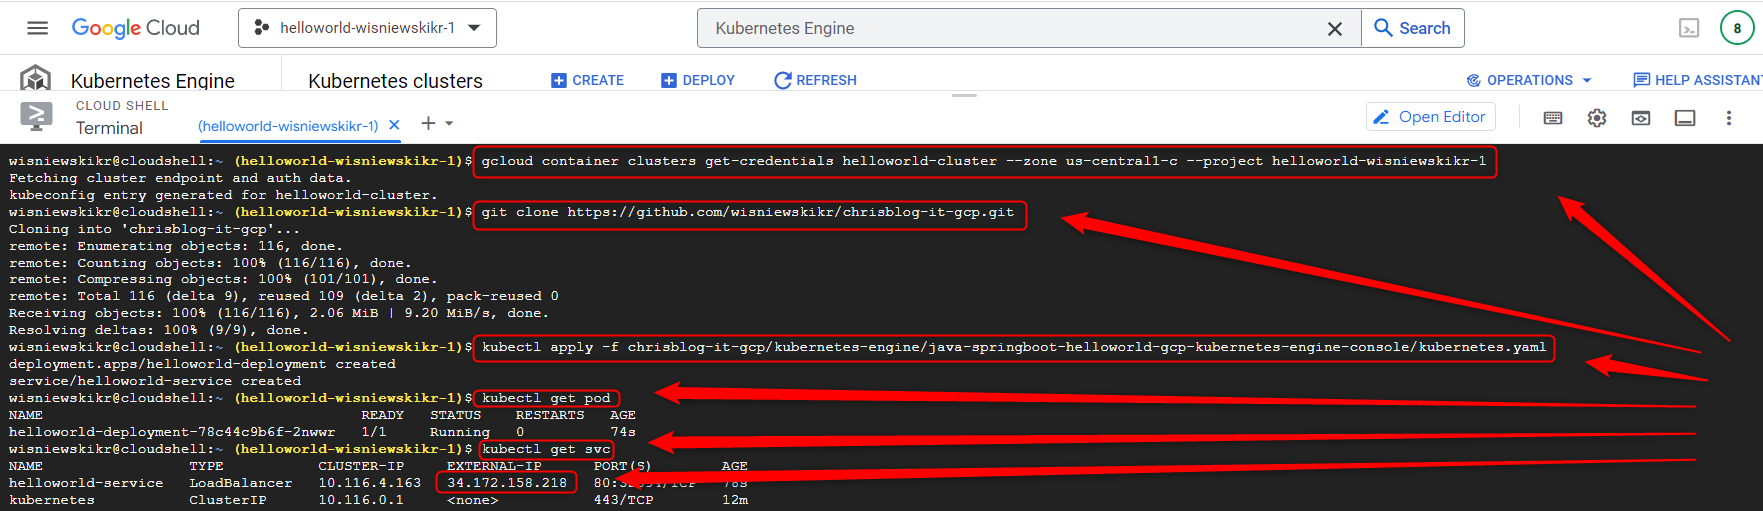 Google Cloud
helloworld-wisniewskikr-1
Kubernetes Engine
Search
8
Kubernetes Engine
Kubernetes clusters
CREATE
DEPLOY
REFRESH
OPERATIONS
HELP ASSISTAN
CLOUD SHELL
Terminal
(helloworld-wisniewskikr-1)
Open Editor
wisniewskikr@cloudshell:~ (helloworld-wisniewskikr-1)$ gcloud container clusters get-credentials helloworld-cluster --zone us-central1-c --project helloworld-wisniewskikr-1
Fetching cluster endpoint and auth data.
kubeconfig entry generated for helloworld-cluster.
wisniewskikr@cloudshell:~ (helloworld-wisniewskikr-1)$ git clone https://github.com/wisniewskikr/chrisblog-it-gcp.git
Cloning into 'chrisblog-it-gcp'...
remote: Enumerating objects: 116, done.
remote: Counting objects: 100% (116/116), done.
remote: Compressing objects: 100% (101/101), done.
remote: Total 116 (delta 9), reused 109 (delta 2), pack-reused 0
Receiving objects: 100% (116/116), 2.06 MiB | 9.20 MiB/s, done.
Resolving deltas: 100% (9/9), done.
wisniewskikr@cloudshell:~ (helloworld-wisniewskikr-1)$ kubectl apply -f chrisblog-it-gcp/kubernetes-engine/java-springboot-helloworld-gcp-kubernetes-engine-console/kubernetes.yaml
deployment.apps/helloworld-deployment created
service/helloworld-service created
wisniewskikr@cloudshell:~ (helloworld-wisniewskikr-1)$ kubectl get pod
NAME READY STATUS RESTARTS AGE
helloworld-deployment-78c44c9b6f-2nwwr 1/1 Running 0 74s
wisniewskikr@cloudshell:~ (helloworld-wisniewskikr-1)$ kubectl get svc
NAME TYPE CLUSTER-IP EXTERNAL-IP PORT(S) AGE
helloworld-service LoadBalancer 10.116.4.163 34.172.158.218 78s
kubernetes ClusterIP 10.116.0.1 <none> 443/TCP 12m